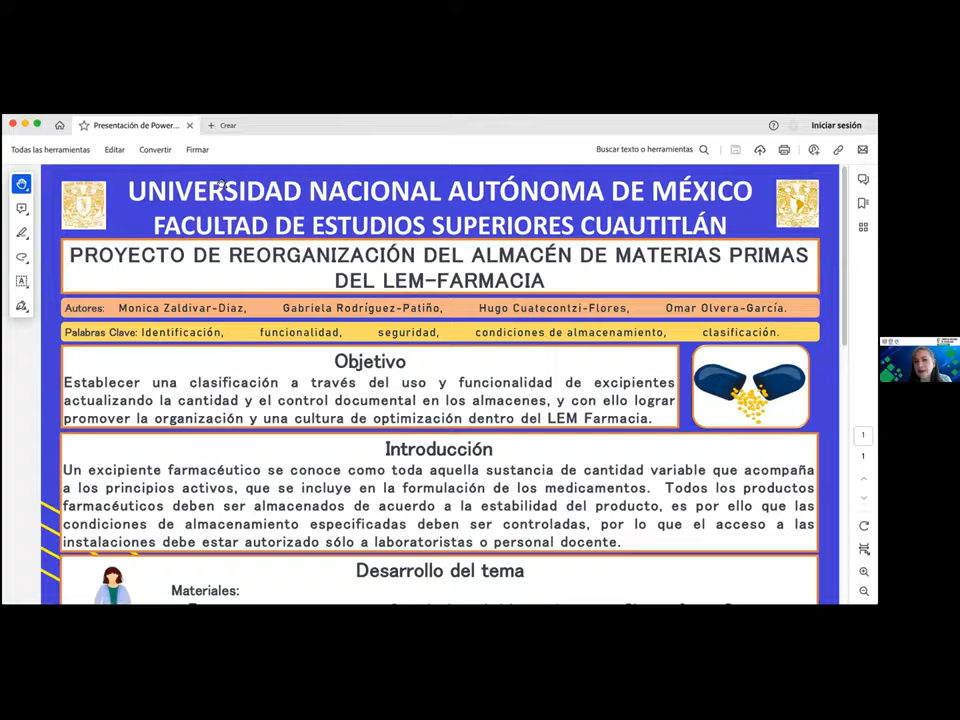 Presentación de Power...
Crear
Iniciar sesión
Todas las herramientas
Editar
Convertir
Firmar
Buscar texto o herramientas
UNIVERSIDAD NACIONAL AUTÓNOMA DE MÉXICO
FACULTAD DE ESTUDIOS SUPERIORES CUAUTITLÁN
PROYECTO DE REORGANIZACIÓN DEL ALMACÉN DE MATERIAS PRIMAS
DEL LEM-FARMACIA
Autores: Monica Zaldivar-Diaz, Gabriela Rodríguez-Patiño, Hugo Cuatecontzi-Flores, Omar Olvera-García.
Palabras Clave: Identificación, funcionalidad, seguridad, condiciones de almacenamiento, clasificación.
Objetivo
Establecer una clasificación a través del uso y funcionalidad de excipientes
actualizando la cantidad y el control documental en los almacenes, y con ello lograr
promover la organización y una cultura de optimización dentro del LEM Farmacia.
Introducción
Un excipiente farmacéutico se conoce como toda aquella sustancia de cantidad variable que acompaña
a los principios activos, que se incluye en la formulación de los medicamentos. Todos los productos
farmacéuticos deben ser almacenados de acuerdo a la estabilidad del producto, es por ello que las
condiciones de almacenamiento especificadas deben ser controladas, por lo que el acceso a las
instalaciones debe estar autorizado sólo a laboratoristas o personal docente.
Desarrollo del tema
Materiales:
1
1